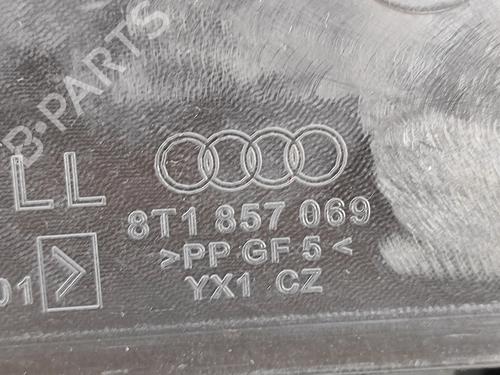 B-PARTS
LL
8T1 857 069
>PP GF 5<
01 >
YX1 CZ